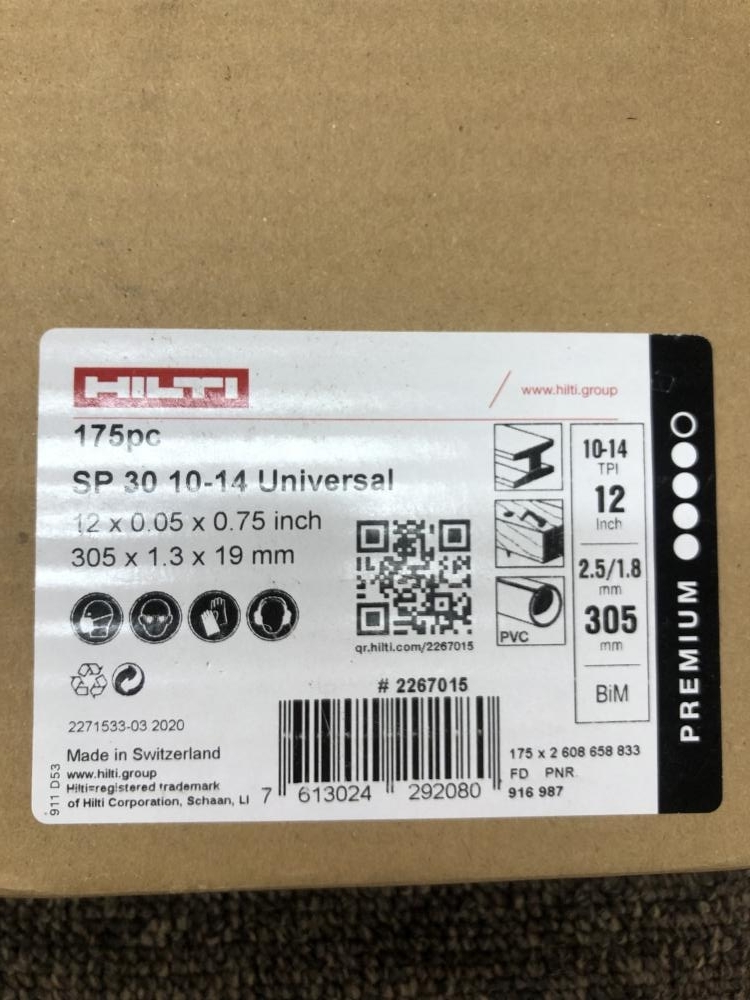 HILTI
www.hilti.group
175pc
SP 30 10-14 Universal
12 x 0.05 x 0.75 inch
305 x 1.3 x 19 mm
qr.hilti.com/2267015
PVC
10-14
TPI
12
Inch
2.5/1.8
mm
305
mm
BiM
PREMIUM
# 2267015
2271533-03 2020
Made in Switzerland
www.hilti.group
Hilti=registered trademark
of Hilti Corporation, Schaan, LI
911 D53
7 613024 292080
175 x 2 608 658 833
FD PNR.
916 987